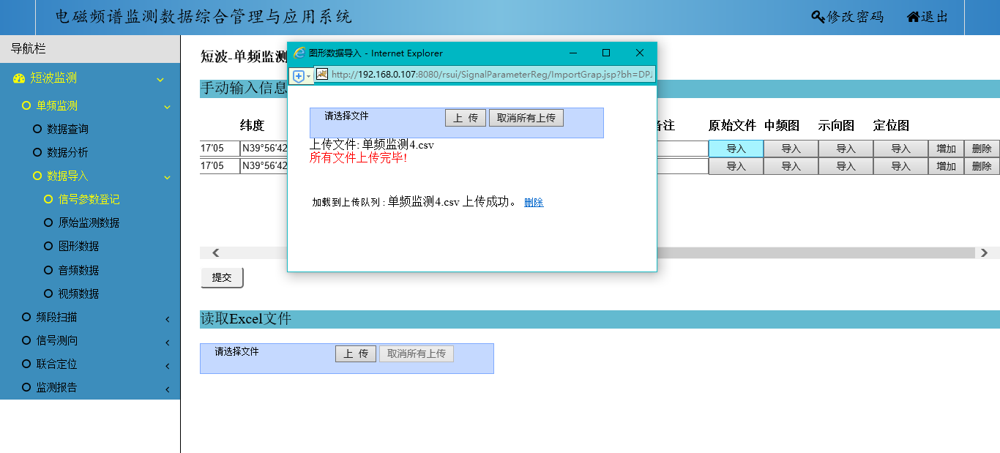 电磁频谱监测数据综合管理与应用系统
修改密码 退出
导航栏
短波监测
单频监测
数据查询
数据分析
数据导入
信号参数登记
原始监测数据
图形数据
音频数据
视频数据
频段扫描
信号测向
联合定位
监测报告
短波-单频监测
手动输入信息
纬度 备注 原始文件 中频图 示向图 定位图
17'05 N39°56'42 导入 导入 导入 导入 增加 删除
17'05 N39°56'42 导入 导入 导入 导入 增加 删除
提交
读取Excel文件
请选择文件 上 传 取消所有上传
图形数据导入 - Internet Explorer
http://192.168.0.107:8080/rsui/SignalParameterReg/ImportGrap.jsp?bh=DPJ
请选择文件 上 传 取消所有上传
上传文件: 单频监测4.csv
所有文件上传完毕!
加载到上传队列 : 单频监测4.csv 上传成功。 删除